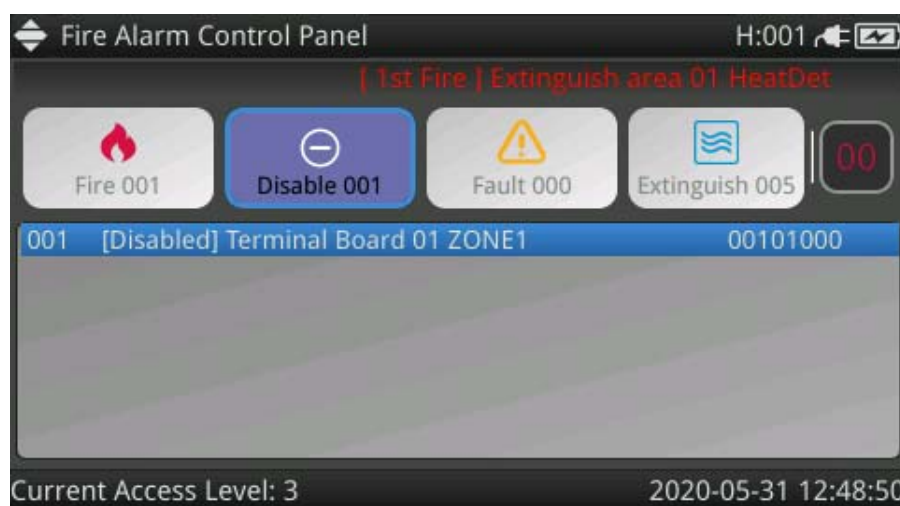 Fire Alarm Control Panel H:001
[ 1st Fire ] Extinguish area 01 HeatDet
Fire 001 Disable 001 Fault 000 Extinguish 005 00
001 [Disabled] Terminal Board 01 ZONE1 00101000
Current Access Level: 3 2020-05-31 12:48:50